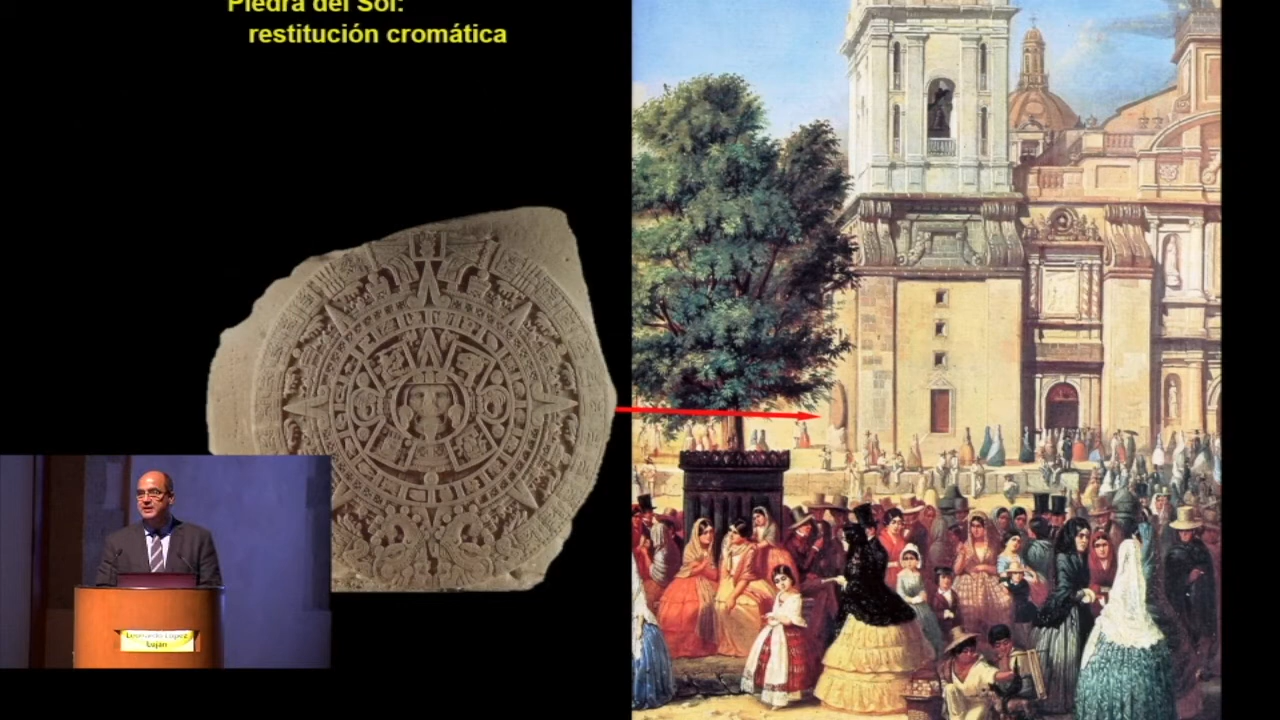 Piedra del Sol:
restitución cromática
Leonardo López
Luján